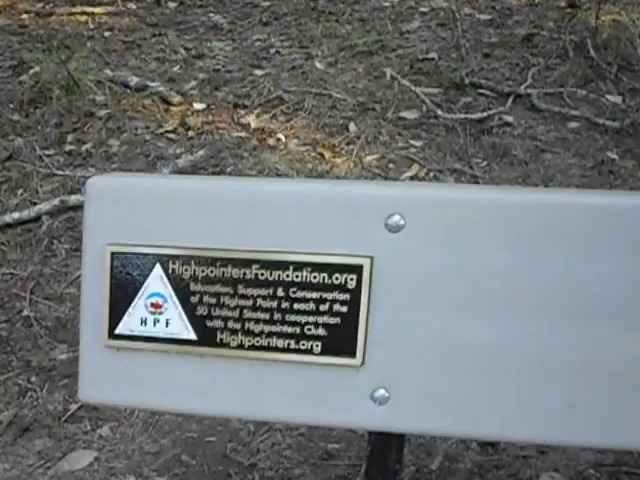 HighpointersFoundation.org
Education, Support & Conservation
of the Highest Point in each of the
50 United States in cooperation
with the Highpointers Club.
Highpointers.org
HPF